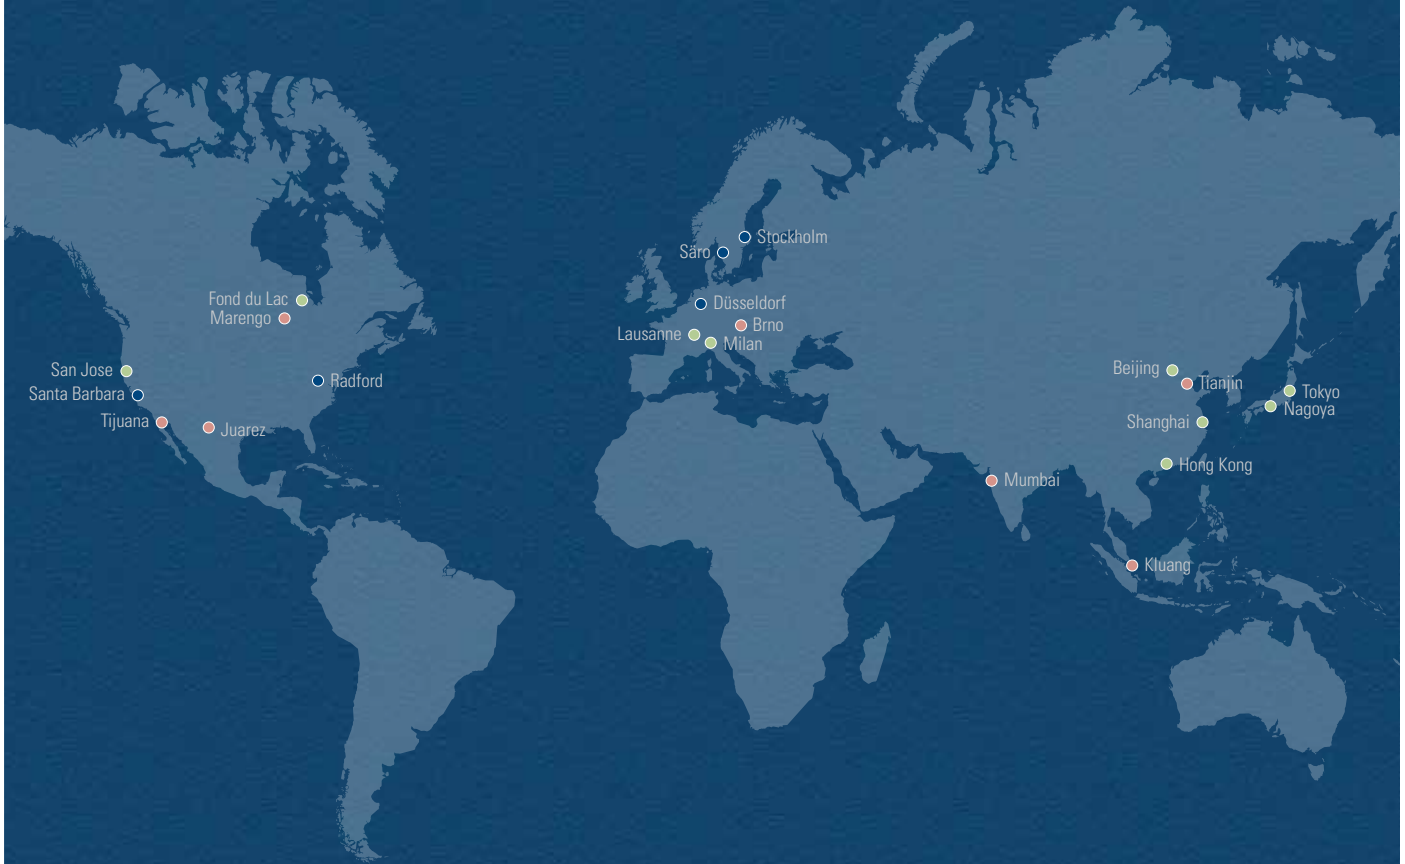 Stockholm
Säro
Fond du Lac
Düsseldorf
Marengo
Brno
Lausanne
Milan
San Jose
Beijing
Radford
Tianjin
Santa Barbara
Tokyo
Nagoya
Tijuana
Shanghai
Juarez
Hong Kong
Mumbai
Kluang